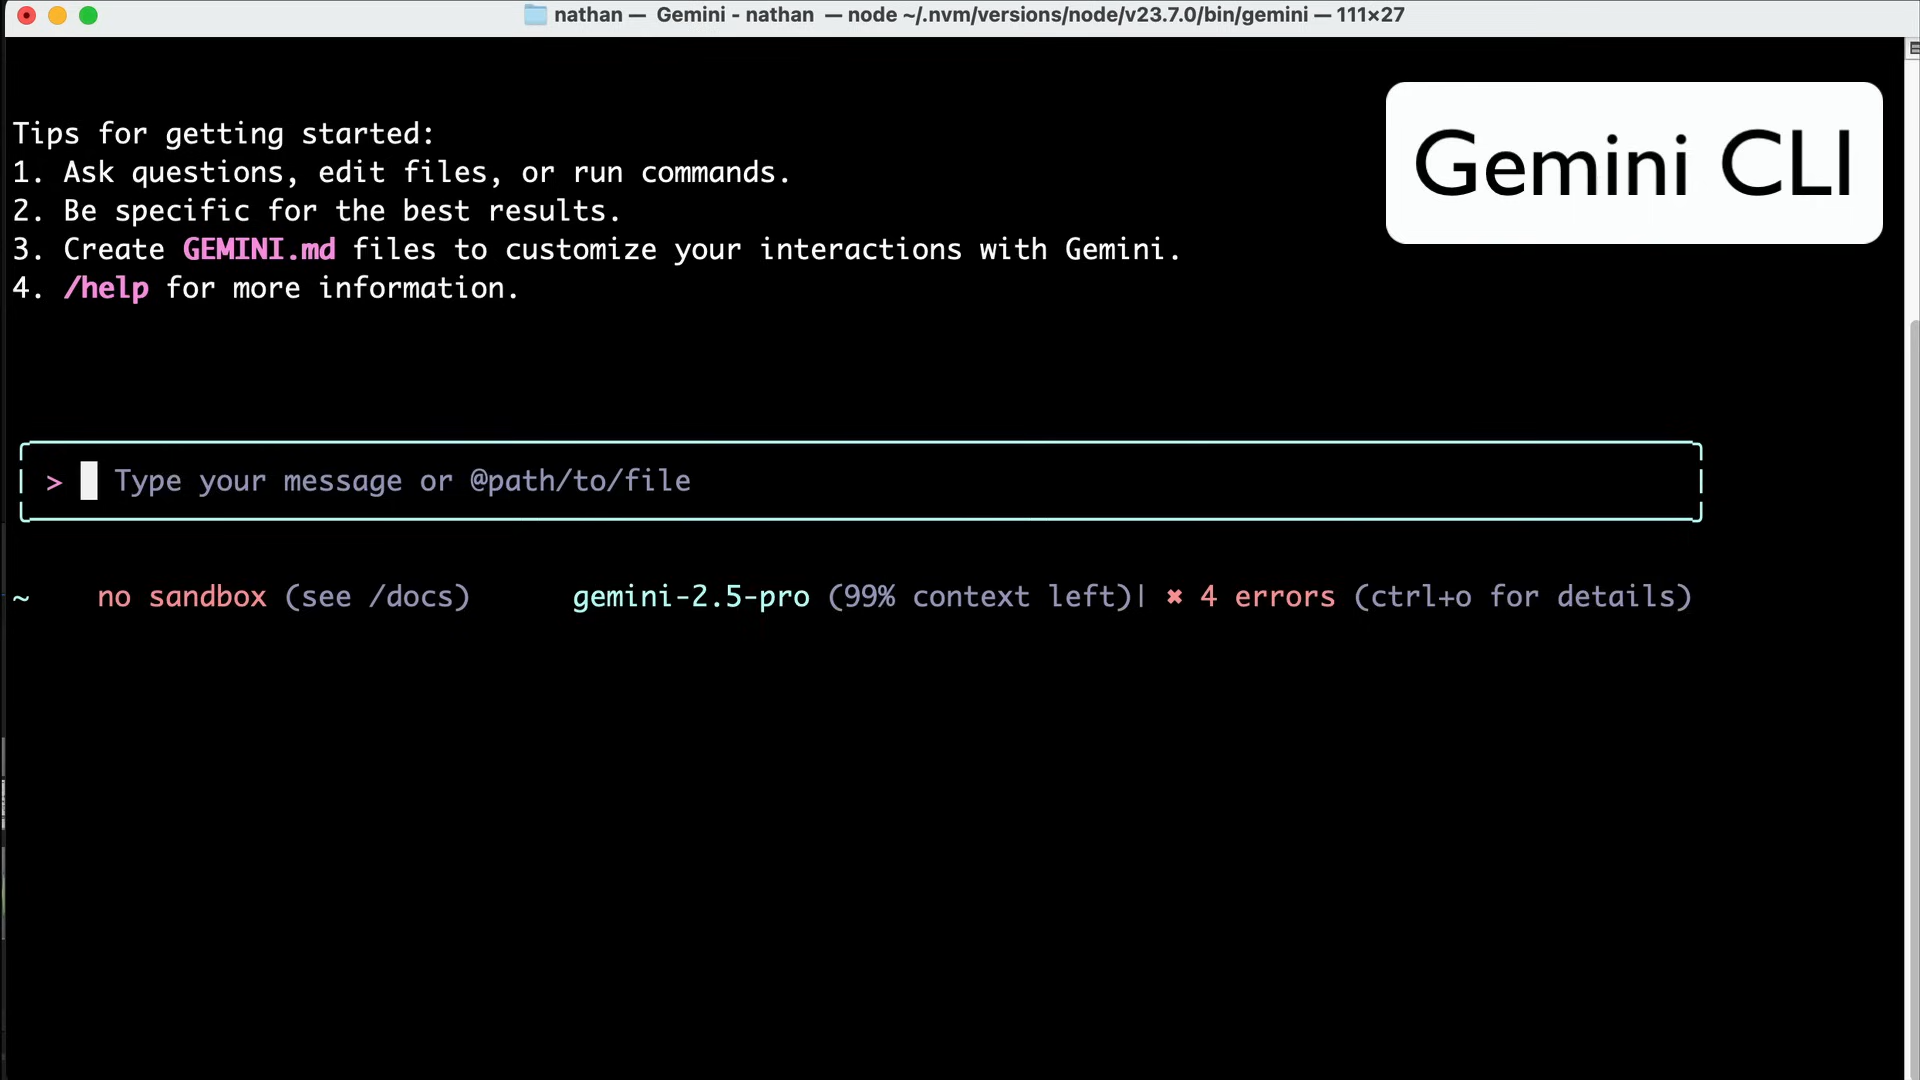 nathan — Gemini - nathan — node ~/.nvm/versions/node/v23.7.0/bin/gemini — 111×27
Gemini CLI
Tips for getting started:
1. Ask questions, edit files, or run commands.
2. Be specific for the best results.
3. Create GEMINI.md files to customize your interactions with Gemini.
4. /help for more information.
> Type your message or @path/to/file
~ no sandbox (see /docs) gemini-2.5-pro (99% context left)| ✖ 4 errors (ctrl+o for details)